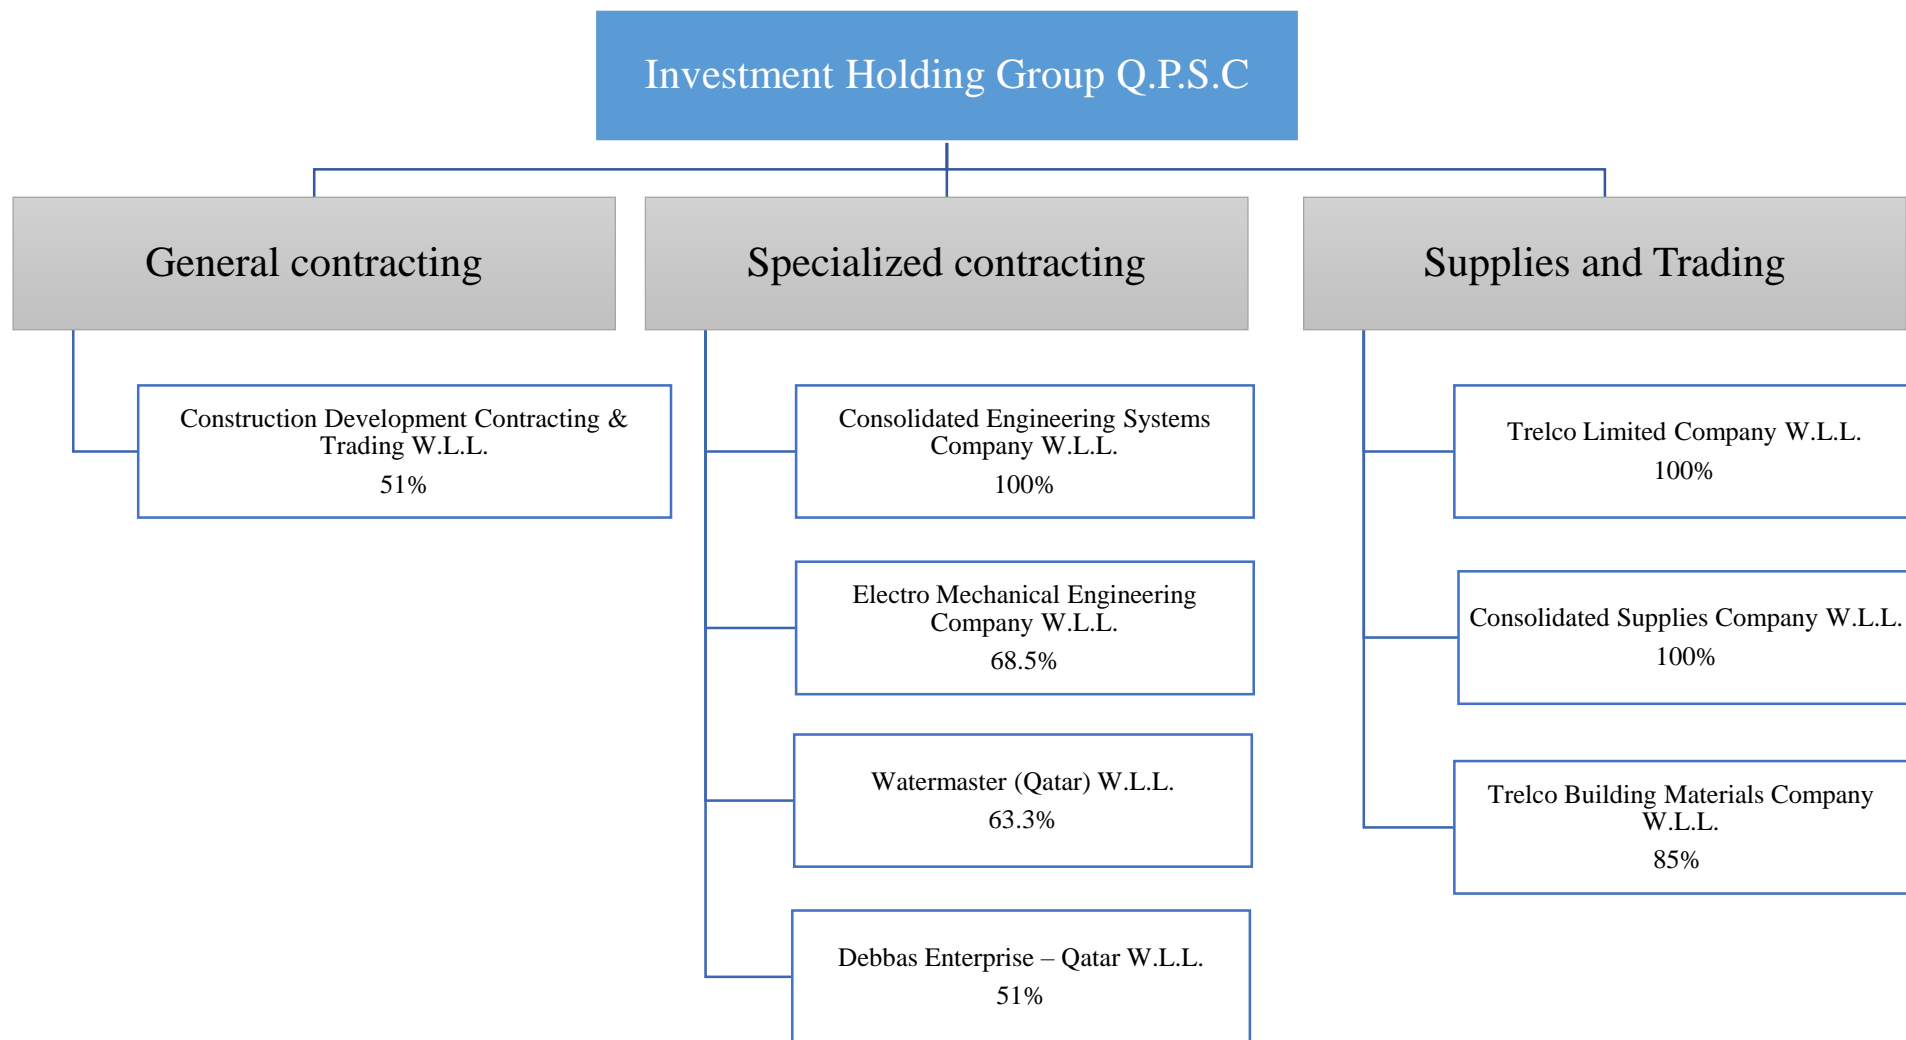 Investment Holding Group Q.P.S.C
General contracting
Specialized contracting
Supplies and Trading
Construction Development Contracting &
Trading W.L.L.
51%
Consolidated Engineering Systems
Company W.L.L.
100%
Electro Mechanical Engineering
Company W.L.L.
68.5%
Watermaster (Qatar) W.L.L.
63.3%
Debbas Enterprise – Qatar W.L.L.
51%
Trelco Limited Company W.L.L.
100%
Consolidated Supplies Company W.L.L.
100%
Trelco Building Materials Company
W.L.L.
85%